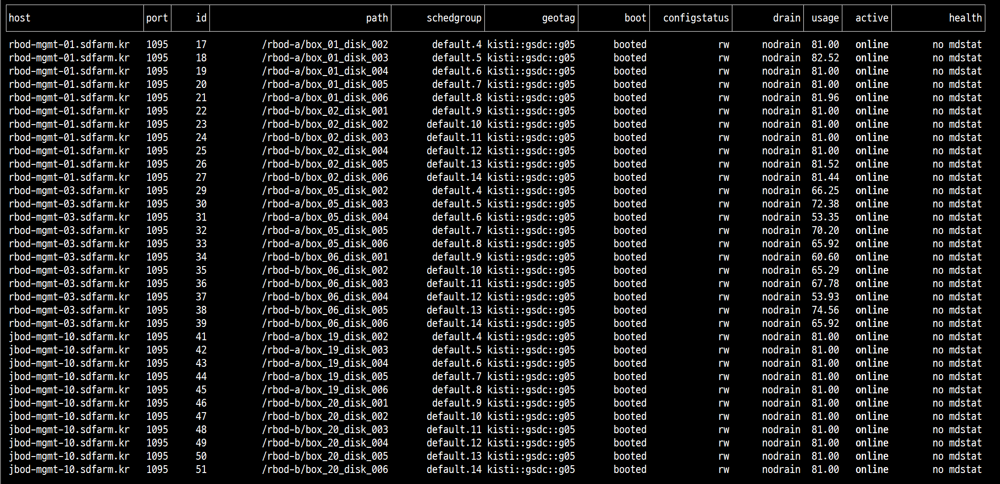 host port id path schedgroup geotag boot configstatus drain usage active health
rbod-mgmt-01.sdfarm.kr 1095 17 /rbod-a/box_01_disk_002 default.4 kisti::gsdc::g05 booted rw nodrain 81.00 online no mdstat
rbod-mgmt-01.sdfarm.kr 1095 18 /rbod-a/box_01_disk_003 default.5 kisti::gsdc::g05 booted rw nodrain 82.52 online no mdstat
rbod-mgmt-01.sdfarm.kr 1095 19 /rbod-a/box_01_disk_004 default.6 kisti::gsdc::g05 booted rw nodrain 81.00 online no mdstat
rbod-mgmt-01.sdfarm.kr 1095 20 /rbod-a/box_01_disk_005 default.7 kisti::gsdc::g05 booted rw nodrain 81.00 online no mdstat
rbod-mgmt-01.sdfarm.kr 1095 21 /rbod-a/box_01_disk_006 default.8 kisti::gsdc::g05 booted rw nodrain 81.96 online no mdstat
rbod-mgmt-01.sdfarm.kr 1095 22 /rbod-b/box_02_disk_001 default.9 kisti::gsdc::g05 booted rw nodrain 81.00 online no mdstat
rbod-mgmt-01.sdfarm.kr 1095 23 /rbod-b/box_02_disk_002 default.10 kisti::gsdc::g05 booted rw nodrain 81.00 online no mdstat
rbod-mgmt-01.sdfarm.kr 1095 24 /rbod-b/box_02_disk_003 default.11 kisti::gsdc::g05 booted rw nodrain 81.00 online no mdstat
rbod-mgmt-01.sdfarm.kr 1095 25 /rbod-b/box_02_disk_004 default.12 kisti::gsdc::g05 booted rw nodrain 81.00 online no mdstat
rbod-mgmt-01.sdfarm.kr 1095 26 /rbod-b/box_02_disk_005 default.13 kisti::gsdc::g05 booted rw nodrain 81.52 online no mdstat
rbod-mgmt-01.sdfarm.kr 1095 27 /rbod-b/box_02_disk_006 default.14 kisti::gsdc::g05 booted rw nodrain 81.44 online no mdstat
rbod-mgmt-03.sdfarm.kr 1095 29 /rbod-a/box_05_disk_002 default.4 kisti::gsdc::g05 booted rw nodrain 66.25 online no mdstat
rbod-mgmt-03.sdfarm.kr 1095 30 /rbod-a/box_05_disk_003 default.5 kisti::gsdc::g05 booted rw nodrain 72.38 online no mdstat
rbod-mgmt-03.sdfarm.kr 1095 31 /rbod-a/box_05_disk_004 default.6 kisti::gsdc::g05 booted rw nodrain 53.35 online no mdstat
rbod-mgmt-03.sdfarm.kr 1095 32 /rbod-a/box_05_disk_005 default.7 kisti::gsdc::g05 booted rw nodrain 70.20 online no mdstat
rbod-mgmt-03.sdfarm.kr 1095 33 /rbod-a/box_05_disk_006 default.8 kisti::gsdc::g05 booted rw nodrain 65.92 online no mdstat
rbod-mgmt-03.sdfarm.kr 1095 34 /rbod-b/box_06_disk_001 default.9 kisti::gsdc::g05 booted rw nodrain 60.60 online no mdstat
rbod-mgmt-03.sdfarm.kr 1095 35 /rbod-b/box_06_disk_002 default.10 kisti::gsdc::g05 booted rw nodrain 65.29 online no mdstat
rbod-mgmt-03.sdfarm.kr 1095 36 /rbod-b/box_06_disk_003 default.11 kisti::gsdc::g05 booted rw nodrain 67.78 online no mdstat
rbod-mgmt-03.sdfarm.kr 1095 37 /rbod-b/box_06_disk_004 default.12 kisti::gsdc::g05 booted rw nodrain 53.93 online no mdstat
rbod-mgmt-03.sdfarm.kr 1095 38 /rbod-b/box_06_disk_005 default.13 kisti::gsdc::g05 booted rw nodrain 74.56 online no mdstat
rbod-mgmt-03.sdfarm.kr 1095 39 /rbod-b/box_06_disk_006 default.14 kisti::gsdc::g05 booted rw nodrain 65.92 online no mdstat
jbod-mgmt-10.sdfarm.kr 1095 41 /rbod-a/box_19_disk_002 default.4 kisti::gsdc::g05 booted rw nodrain 81.00 online no mdstat
jbod-mgmt-10.sdfarm.kr 1095 42 /rbod-a/box_19_disk_003 default.5 kisti::gsdc::g05 booted rw nodrain 81.00 online no mdstat
jbod-mgmt-10.sdfarm.kr 1095 43 /rbod-a/box_19_disk_004 default.6 kisti::gsdc::g05 booted rw nodrain 81.00 online no mdstat
jbod-mgmt-10.sdfarm.kr 1095 44 /rbod-a/box_19_disk_005 default.7 kisti::gsdc::g05 booted rw nodrain 81.00 online no mdstat
jbod-mgmt-10.sdfarm.kr 1095 45 /rbod-a/box_19_disk_006 default.8 kisti::gsdc::g05 booted rw nodrain 81.00 online no mdstat
jbod-mgmt-10.sdfarm.kr 1095 46 /rbod-b/box_20_disk_001 default.9 kisti::gsdc::g05 booted rw nodrain 81.00 online no mdstat
jbod-mgmt-10.sdfarm.kr 1095 47 /rbod-b/box_20_disk_002 default.10 kisti::gsdc::g05 booted rw nodrain 81.00 online no mdstat
jbod-mgmt-10.sdfarm.kr 1095 48 /rbod-b/box_20_disk_003 default.11 kisti::gsdc::g05 booted rw nodrain 81.00 online no mdstat
jbod-mgmt-10.sdfarm.kr 1095 49 /rbod-b/box_20_disk_004 default.12 kisti::gsdc::g05 booted rw nodrain 81.00 online no mdstat
jbod-mgmt-10.sdfarm.kr 1095 50 /rbod-b/box_20_disk_005 default.13 kisti::gsdc::g05 booted rw nodrain 81.00 online no mdstat
jbod-mgmt-10.sdfarm.kr 1095 51 /rbod-b/box_20_disk_006 default.14 kisti::gsdc::g05 booted rw nodrain 81.00 online no mdstat